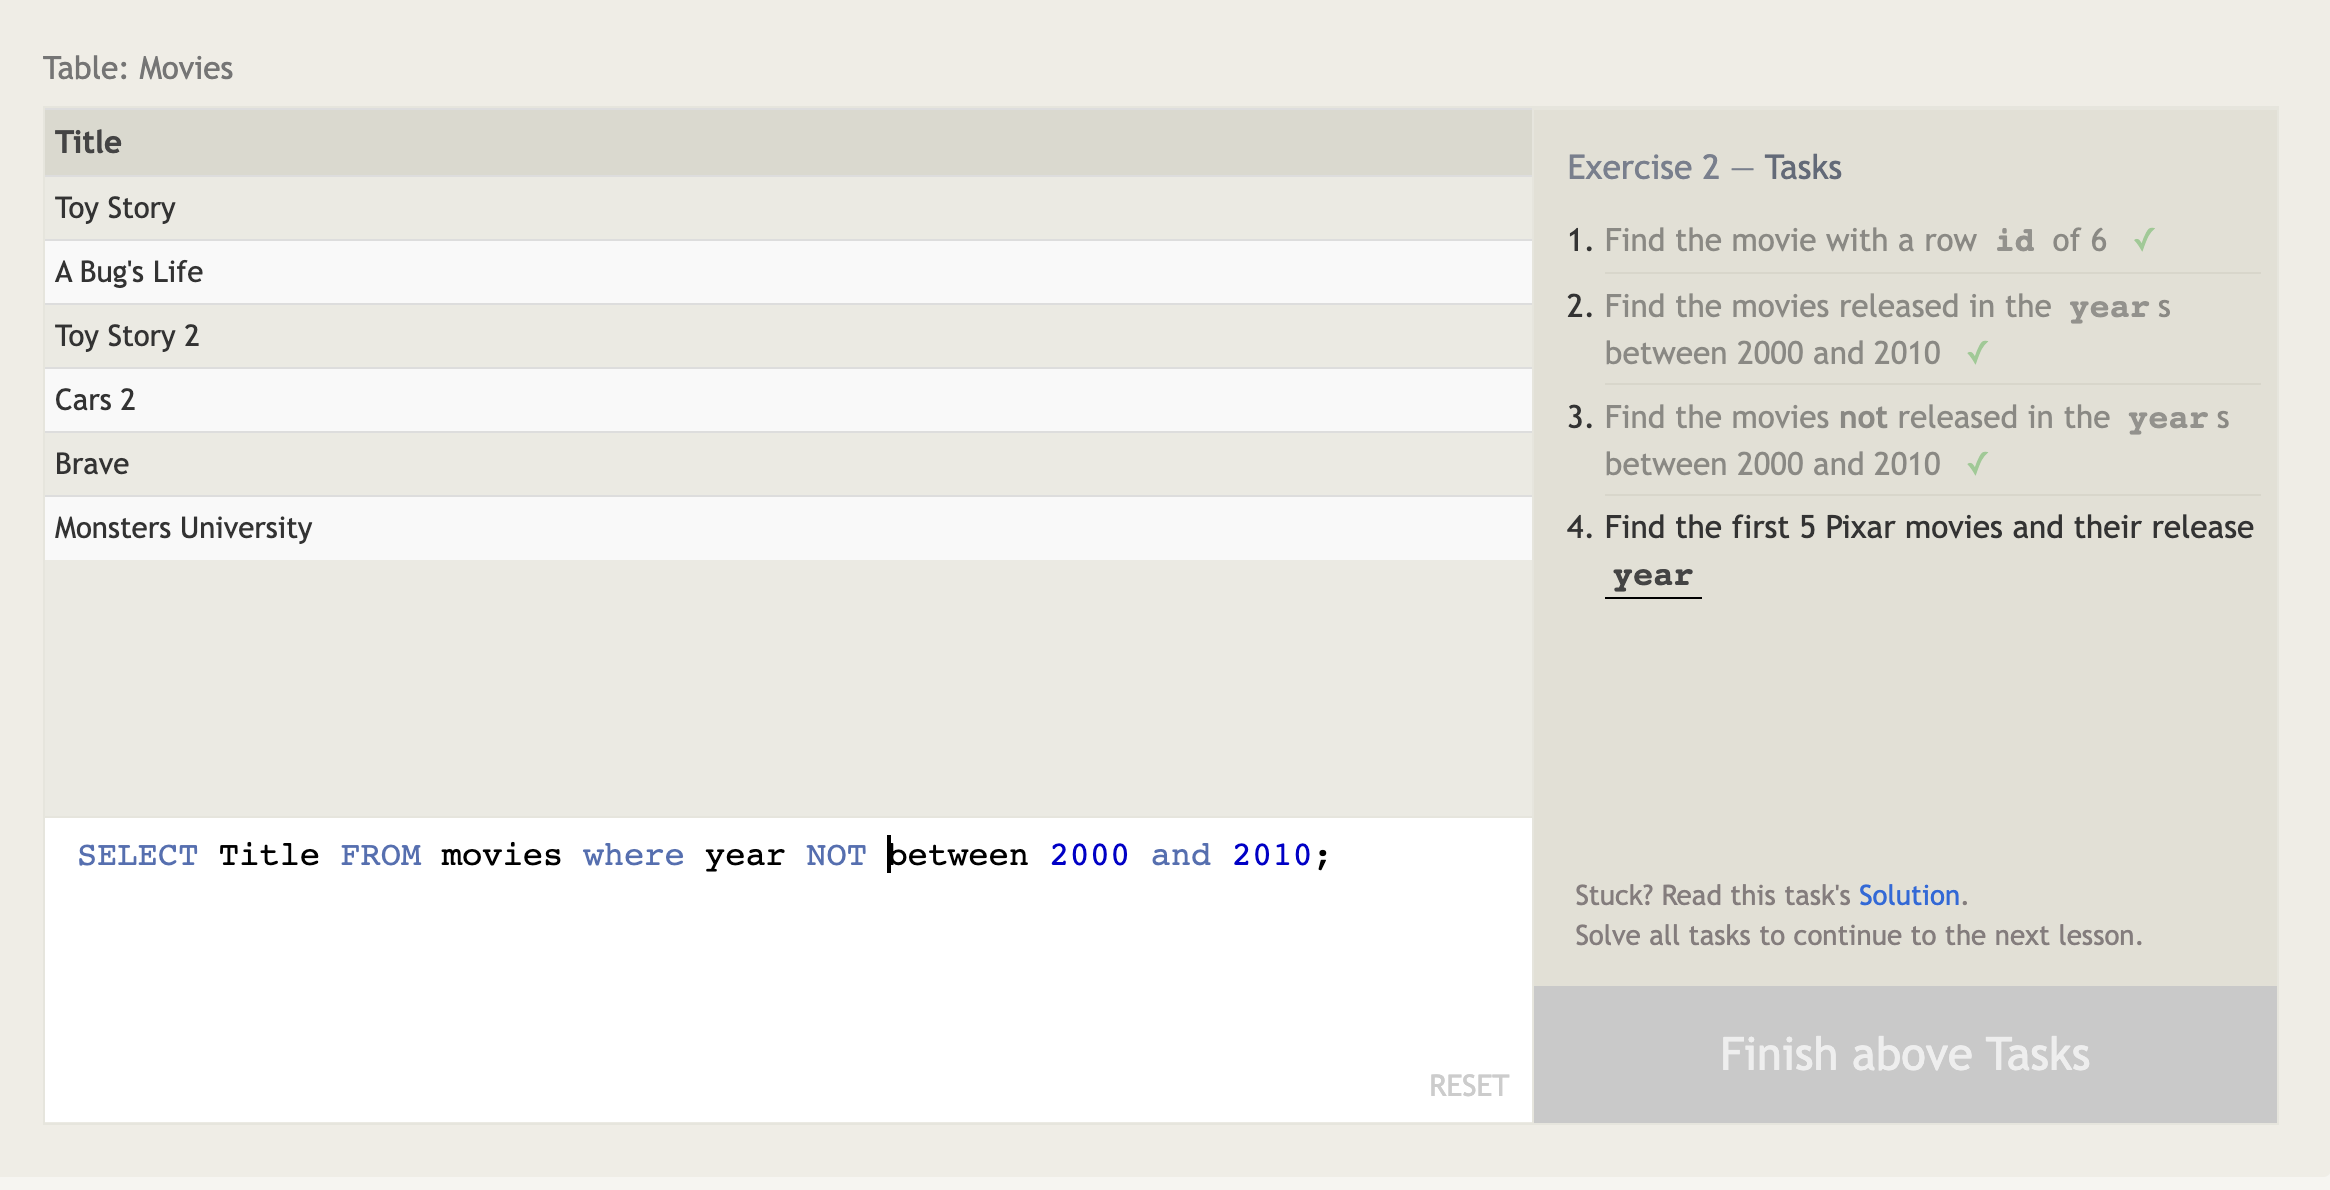 Table: Movies
Title
Toy Story
A Bug's Life
Toy Story 2
Cars 2
Brave
Monsters University
SELECT Title FROM movies where year NOT between 2000 and 2010;
RESET
Exercise 2 — Tasks
1. Find the movie with a row id of 6 ✓
2. Find the movies released in the years
between 2000 and 2010 ✓
3. Find the movies not released in the years
between 2000 and 2010 ✓
4. Find the first 5 Pixar movies and their release
year
Stuck? Read this task's Solution.
Solve all tasks to continue to the next lesson.
Finish above Tasks